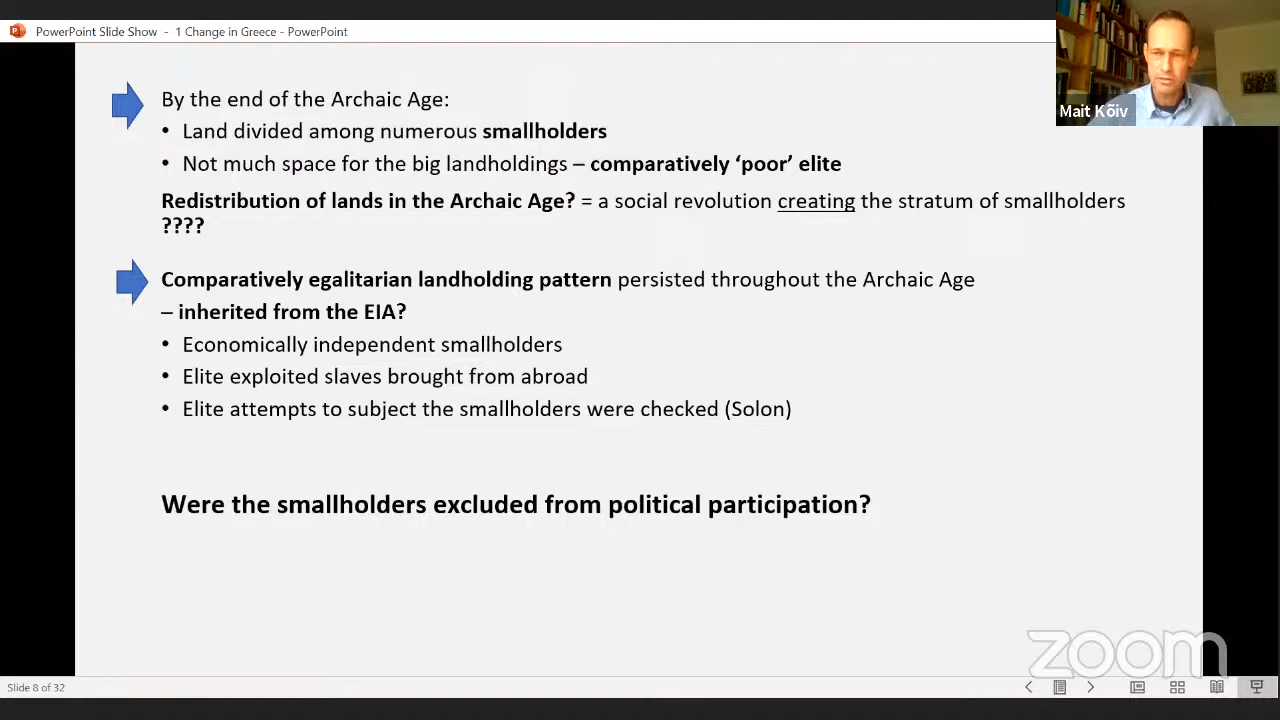 PowerPoint Slide Show - 1 Change in Greece - PowerPoint
Mait Kõiv
By the end of the Archaic Age:
• Land divided among numerous smallholders
• Not much space for the big landholdings – comparatively ‘poor’ elite
Redistribution of lands in the Archaic Age? = a social revolution creating the stratum of smallholders
????
Comparatively egalitarian landholding pattern persisted throughout the Archaic Age
– inherited from the EIA?
• Economically independent smallholders
• Elite exploited slaves brought from abroad
• Elite attempts to subject the smallholders were checked (Solon)
Were the smallholders excluded from political participation?
zoom
Slide 8 of 32